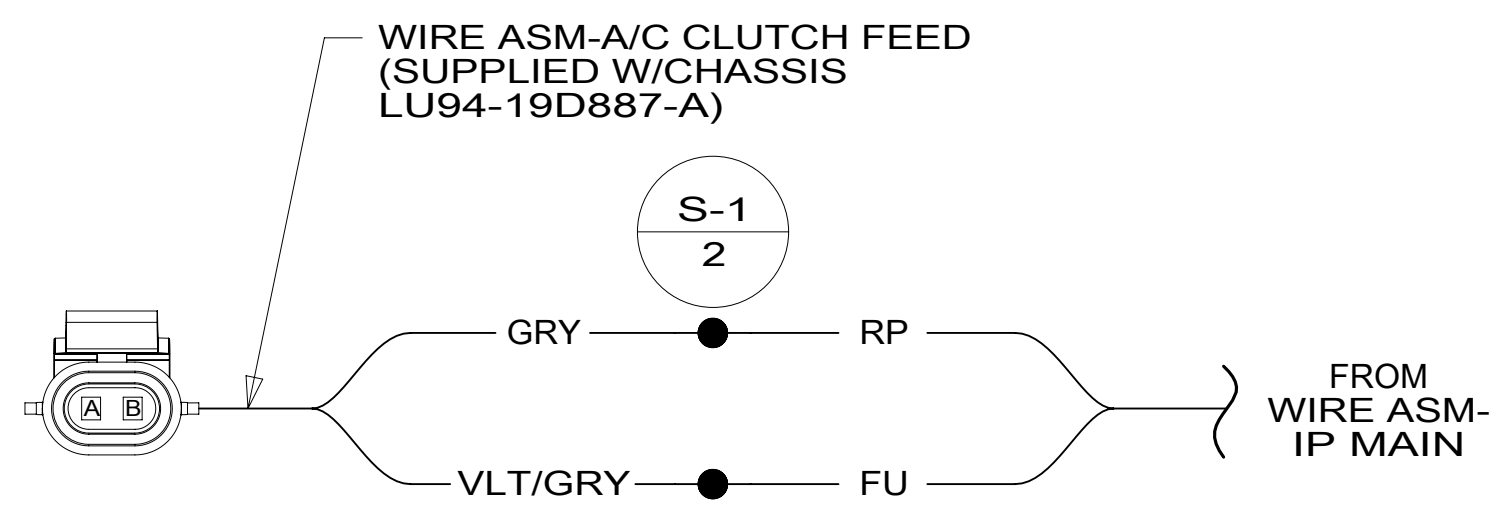 WIRE ASM-A/C CLUTCH FEED
(SUPPLIED W/CHASSIS
LU94-19D887-A)
S-1
2
GRY
RP
A B
FROM
WIRE ASM-
IP MAIN
VLT/GRY
FU